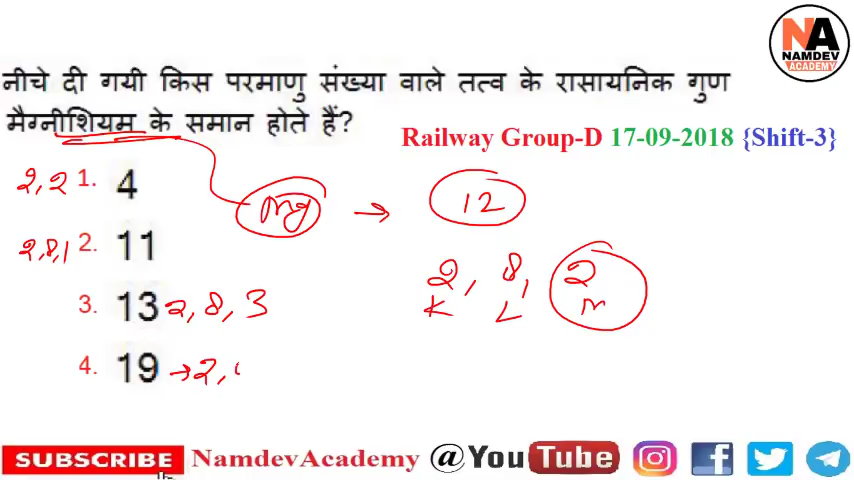 NA
NAMDEV
ACADEMY
नीचे दी गयी किस परमाणु संख्या वाले तत्व के रासायनिक गुण
मैग्नीशियम के समान होते हैं?
Railway Group-D 17-09-2018 {Shift-3}
2,2 1. 4
Mg → 12
2,8,1 2. 11
2, 8, 2
K L M
3. 13 2, 8, 3
4. 19 → 2,
SUBSCRIBE NamdevAcademy @YouTube